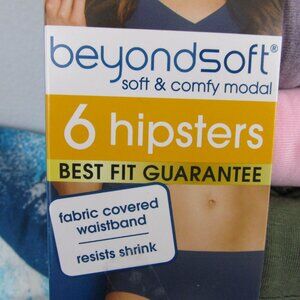 beyondsoft®
soft & comfy modal
6 hipsters
BEST FIT GUARANTEE
fabric covered
waistband
resists shrink